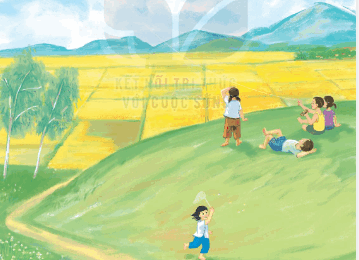 KẾT NỐI TRI THỨC
VỚI CUỘC SỐNG